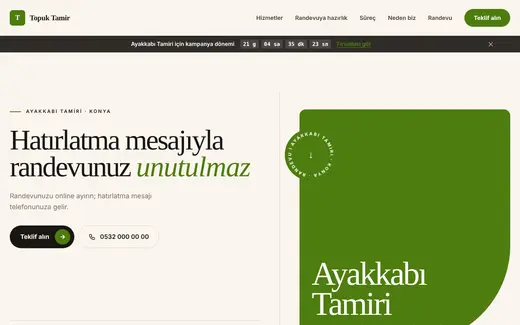 T Topuk Tamir
Hizmetler Randevuya hazırlık Süreç Neden biz Randevu Teklif alın
Ayakkabı Tamiri için kampanya dönemi 21 g 04 sa 35 dk 23 sn Fırsatları gör ×
AYAKKABI TAMİRİ · KONYA
Hatırlatma mesajıyla
randevunuz unutulmaz
Randevunuzu online ayırın; hatırlatma mesajı
telefonunuza gelir.
Teklif alın → 0532 000 00 00
AYAKKABI TAMİRİ · KONYA · RANDEVU
↓
Ayakkabı
Tamiri